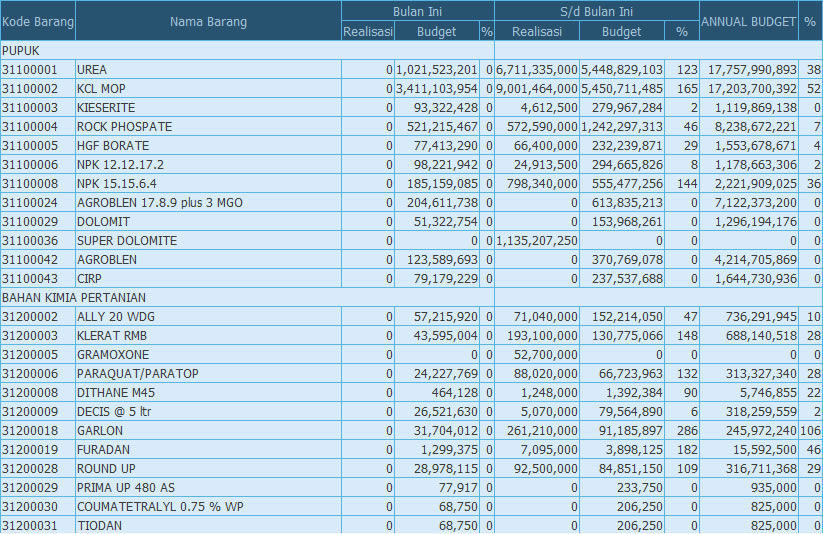 Kode Barang Nama Barang Bulan Ini S/d Bulan Ini ANNUAL BUDGET %
Realisasi Budget % Realisasi Budget %
PUPUK
31100001 UREA 0 1,021,523,201 0 6,711,335,000 5,448,829,103 123 17,757,990,893 38
31100002 KCL MOP 0 3,411,103,954 0 9,001,464,000 5,450,711,485 165 17,203,700,392 52
31100003 KIESERITE 0 93,322,428 0 4,612,500 279,967,284 2 1,119,869,138 0
31100004 ROCK PHOSPATE 0 521,215,467 0 572,590,000 1,242,297,313 46 8,238,672,221 7
31100005 HGF BORATE 0 77,413,290 0 66,400,000 232,239,871 29 1,553,678,671 4
31100006 NPK 12.12.17.2 0 98,221,942 0 24,913,500 294,665,826 8 1,178,663,306 2
31100008 NPK 15.15.6.4 0 185,159,085 0 798,340,000 555,477,256 144 2,221,909,025 36
31100024 AGROBLEN 17.8.9 plus 3 MGO 0 204,611,738 0 0 613,835,213 0 7,122,373,200 0
31100029 DOLOMIT 0 51,322,754 0 0 153,968,261 0 1,296,194,176 0
31100036 SUPER DOLOMITE 0 0 0 1,135,207,250 0 0 0 0
31100042 AGROBLEN 0 123,589,693 0 0 370,769,078 0 4,214,705,869 0
31100043 CIRP 0 79,179,229 0 0 237,537,688 0 1,644,730,936 0
BAHAN KIMIA PERTANIAN
31200002 ALLY 20 WDG 0 57,215,920 0 71,040,000 152,214,050 47 736,291,945 10
31200003 KLERAT RMB 0 43,595,004 0 193,100,000 130,775,066 148 688,140,518 28
31200005 GRAMOXONE 0 0 0 52,700,000 0 0 0 0
31200006 PARAQUAT/PARATOP 0 24,227,769 0 88,020,000 66,723,963 132 313,327,340 28
31200008 DITHANE M45 0 464,128 0 1,248,000 1,392,384 90 5,746,855 22
31200009 DECIS @ 5 ltr 0 26,521,630 0 5,070,000 79,564,890 6 318,259,559 2
31200018 GARLON 0 31,704,012 0 261,210,000 91,185,897 286 245,972,240 106
31200019 FURADAN 0 1,299,375 0 7,095,000 3,898,125 182 15,592,500 46
31200028 ROUND UP 0 28,978,115 0 92,500,000 84,851,150 109 316,711,368 29
31200029 PRIMA UP 480 AS 0 77,917 0 0 233,750 0 935,000 0
31200030 COUMATETRALYL 0.75 % WP 0 68,750 0 0 206,250 0 825,000 0
31200031 TIODAN 0 68,750 0 0 206,250 0 825,000 0